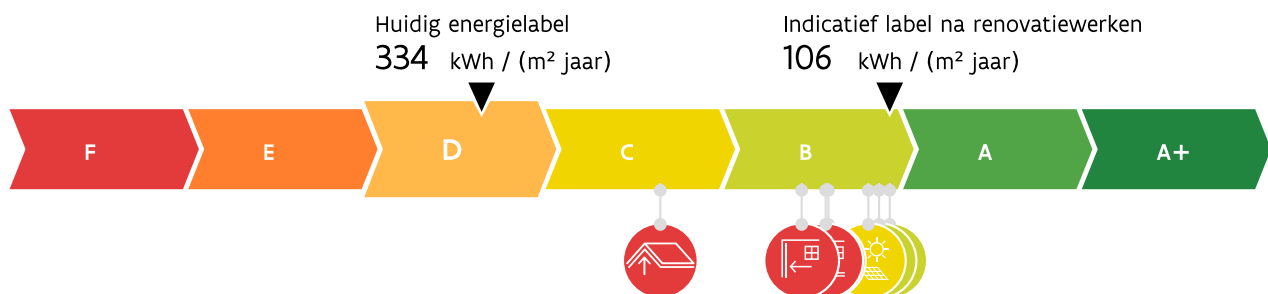 Huidig energielabel
334 kWh / (m² jaar)
Indicatief label na renovatiewerken
106 kWh / (m² jaar)
F E D C B A A+